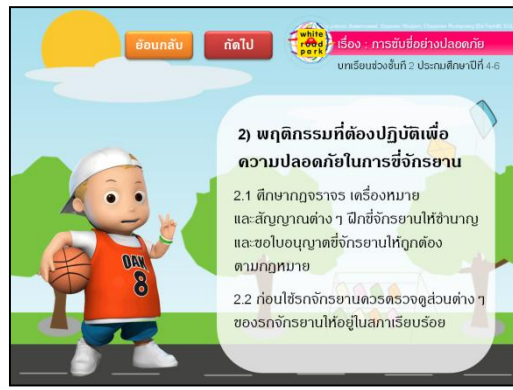 ย้อนกลับ
ถัดไป
white
road
park
เรื่อง : การขับขี่อย่างปลอดภัย
บทเรียนช่วงชั้นที่ 2 ประถมศึกษาปีที่ 4-6
2) พฤติกรรมที่ต้องปฏิบัติเพื่อ
ความปลอดภัยในการขี่จักรยาน
2.1 ศึกษากฎจราจร เครื่องหมาย
และสัญญาณต่าง ๆ ฝึกขี่จักรยานให้ชำนาญ
และขอใบอนุญาตขี่จักรยานให้ถูกต้อง
ตามกฎหมาย
2.2 ก่อนใช้รถจักรยานควรตรวจดูส่วนต่าง ๆ
ของรถจักรยานให้อยู่ในสภาเรียบร้อย
OAK
8